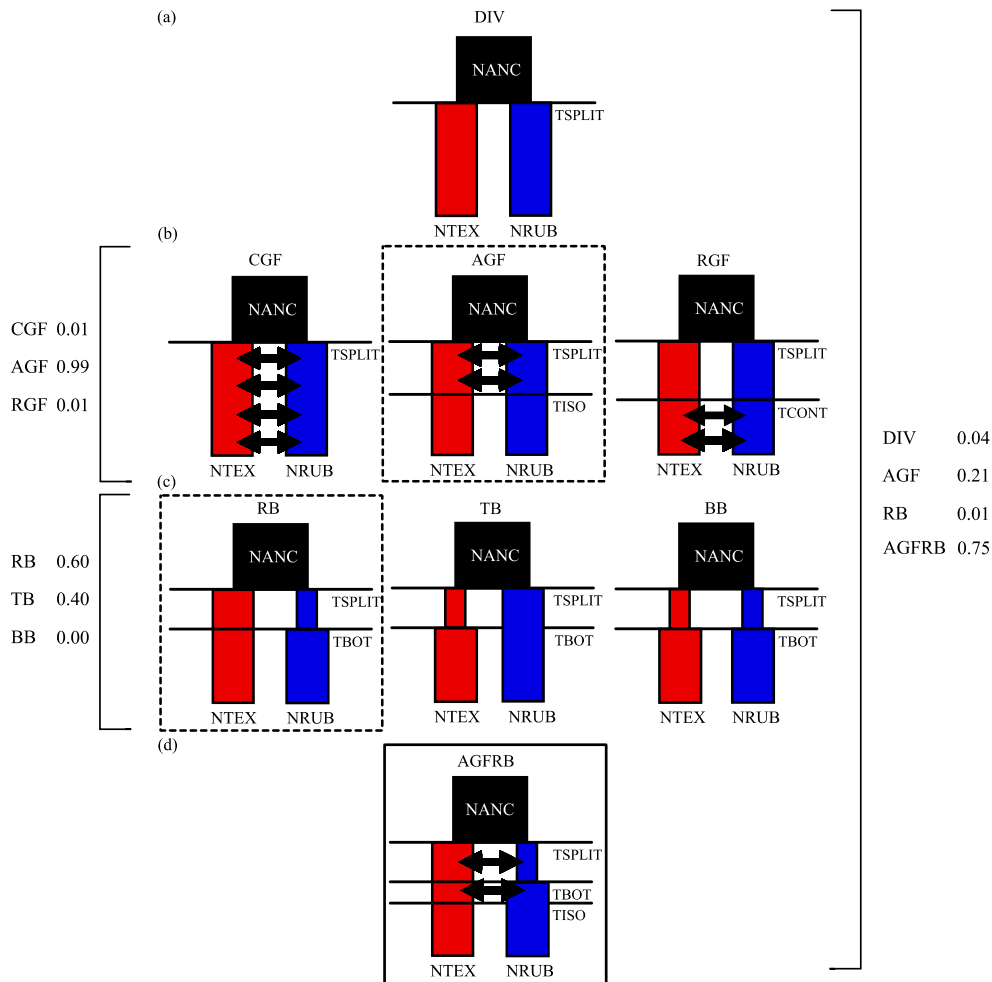 (a)
DIV
NANC
TSPLIT
NTEX NRUB
(b)
CGF AGF RGF
NANC NANC NANC
CGF 0.01
AGF 0.99
RGF 0.01
TSPLIT TSPLIT TSPLIT
TISO TCONT
NTEX NRUB NTEX NRUB NTEX NRUB
DIV 0.04
AGF 0.21
RB 0.01
AGFRB 0.75
(c)
RB TB BB
NANC NANC NANC
RB 0.60
TB 0.40
BB 0.00
TSPLIT TSPLIT TSPLIT
TBOT TBOT TBOT
NTEX NRUB NTEX NRUB NTEX NRUB
(d)
AGFRB
NANC
TSPLIT
TBOT
TISO
NTEX NRUB